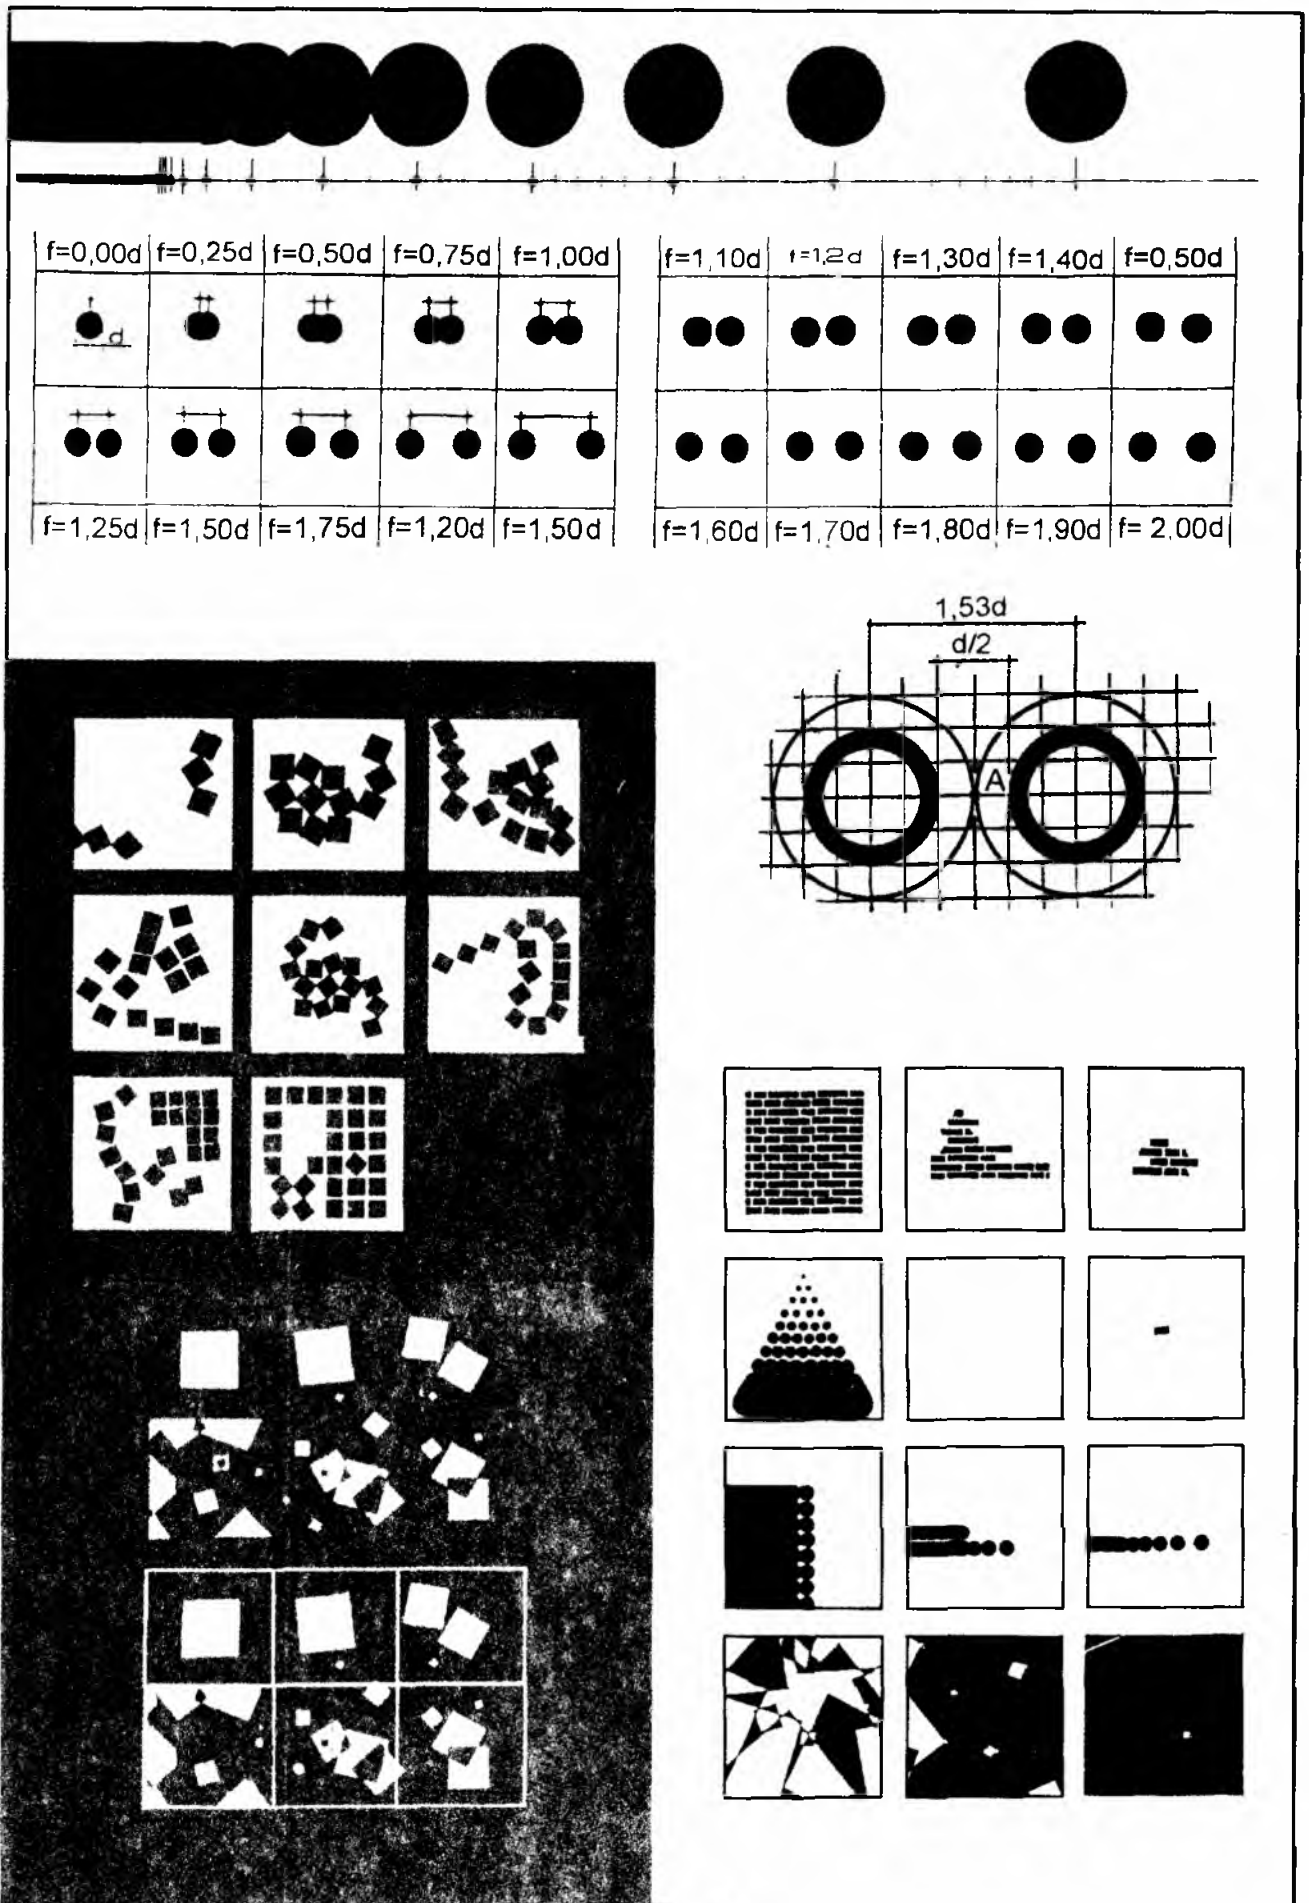 f=0,00d f=0,25d f=0,50d f=0,75d f=1,00d
f=1,10d f=1,2d f=1,30d f=1,40d f=0,50d
d
f=1,25d f=1,50d f=1,75d f=1,20d f=1,50d
f=1,60d f=1,70d f=1,80d f=1,90d f= 2,00d
1,53d
d/2
A